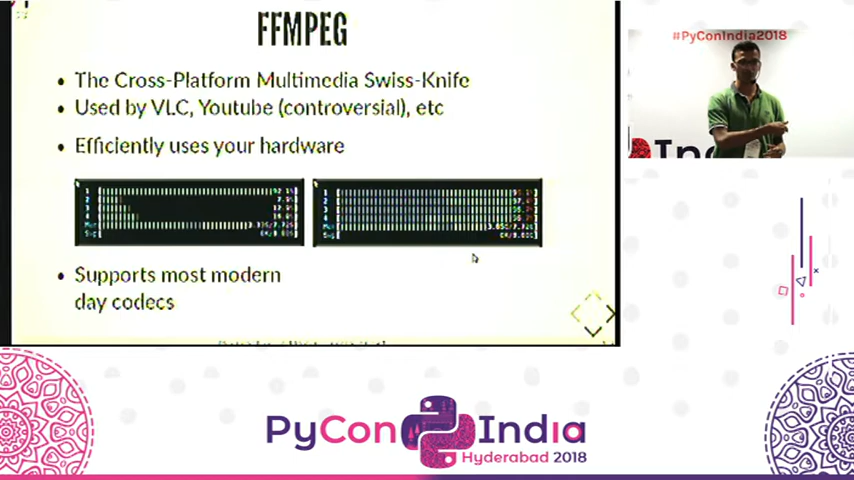 FFMPEG
• The Cross-Platform Multimedia Swiss-Knife
• Used by VLC, Youtube (controversial), etc
• Efficiently uses your hardware
• Supports most modern
day codecs
#PyConIndia2018
PyCon India
Hyderabad 2018